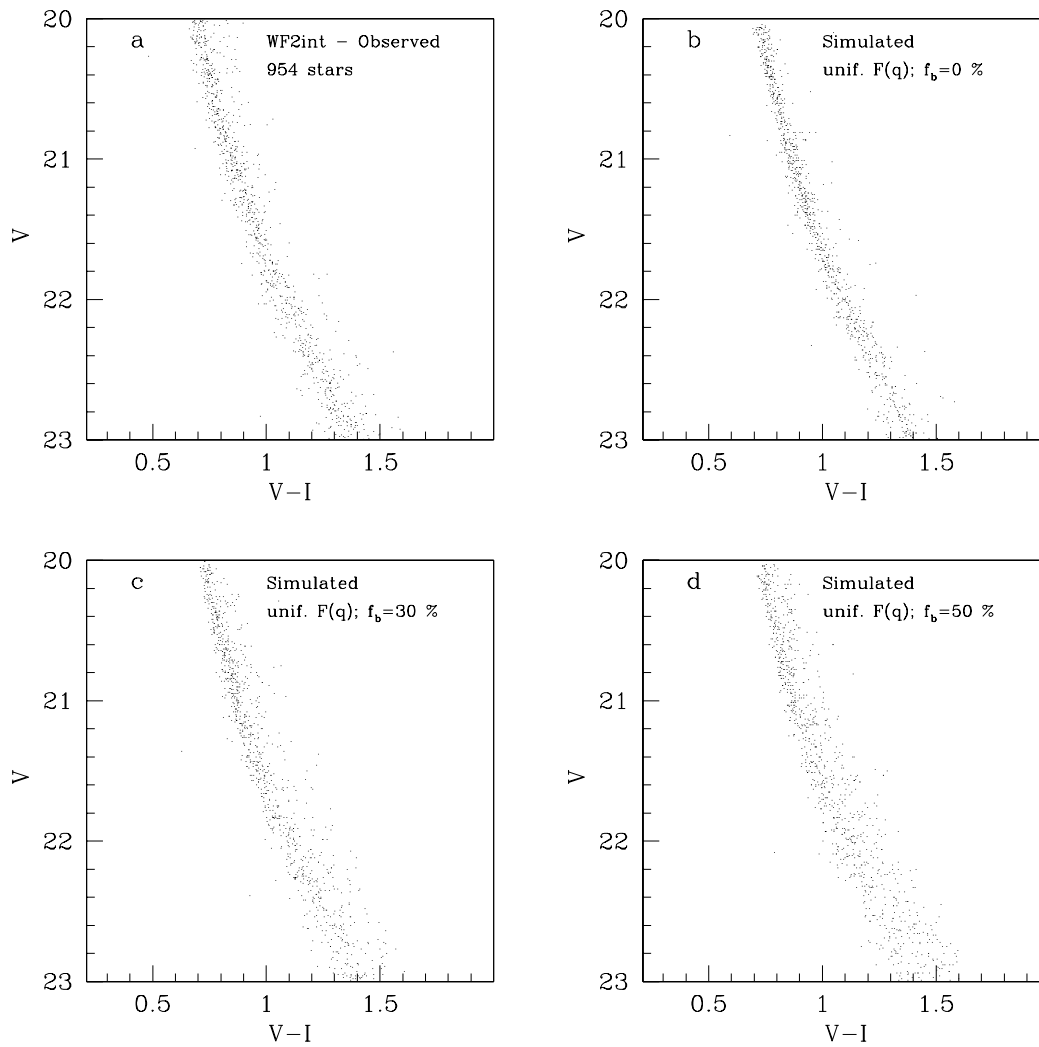 20
21
22
23
V
a
WF2int – Observed
954 stars
0.5
1
1.5
V–I
20
21
22
23
V
b
Simulated
unif. F(q); f_b=0 %
0.5
1
1.5
V–I
20
21
22
23
V
c
Simulated
unif. F(q); f_b=30 %
0.5
1
1.5
V–I
20
21
22
23
V
d
Simulated
unif. F(q); f_b=50 %
0.5
1
1.5
V–I